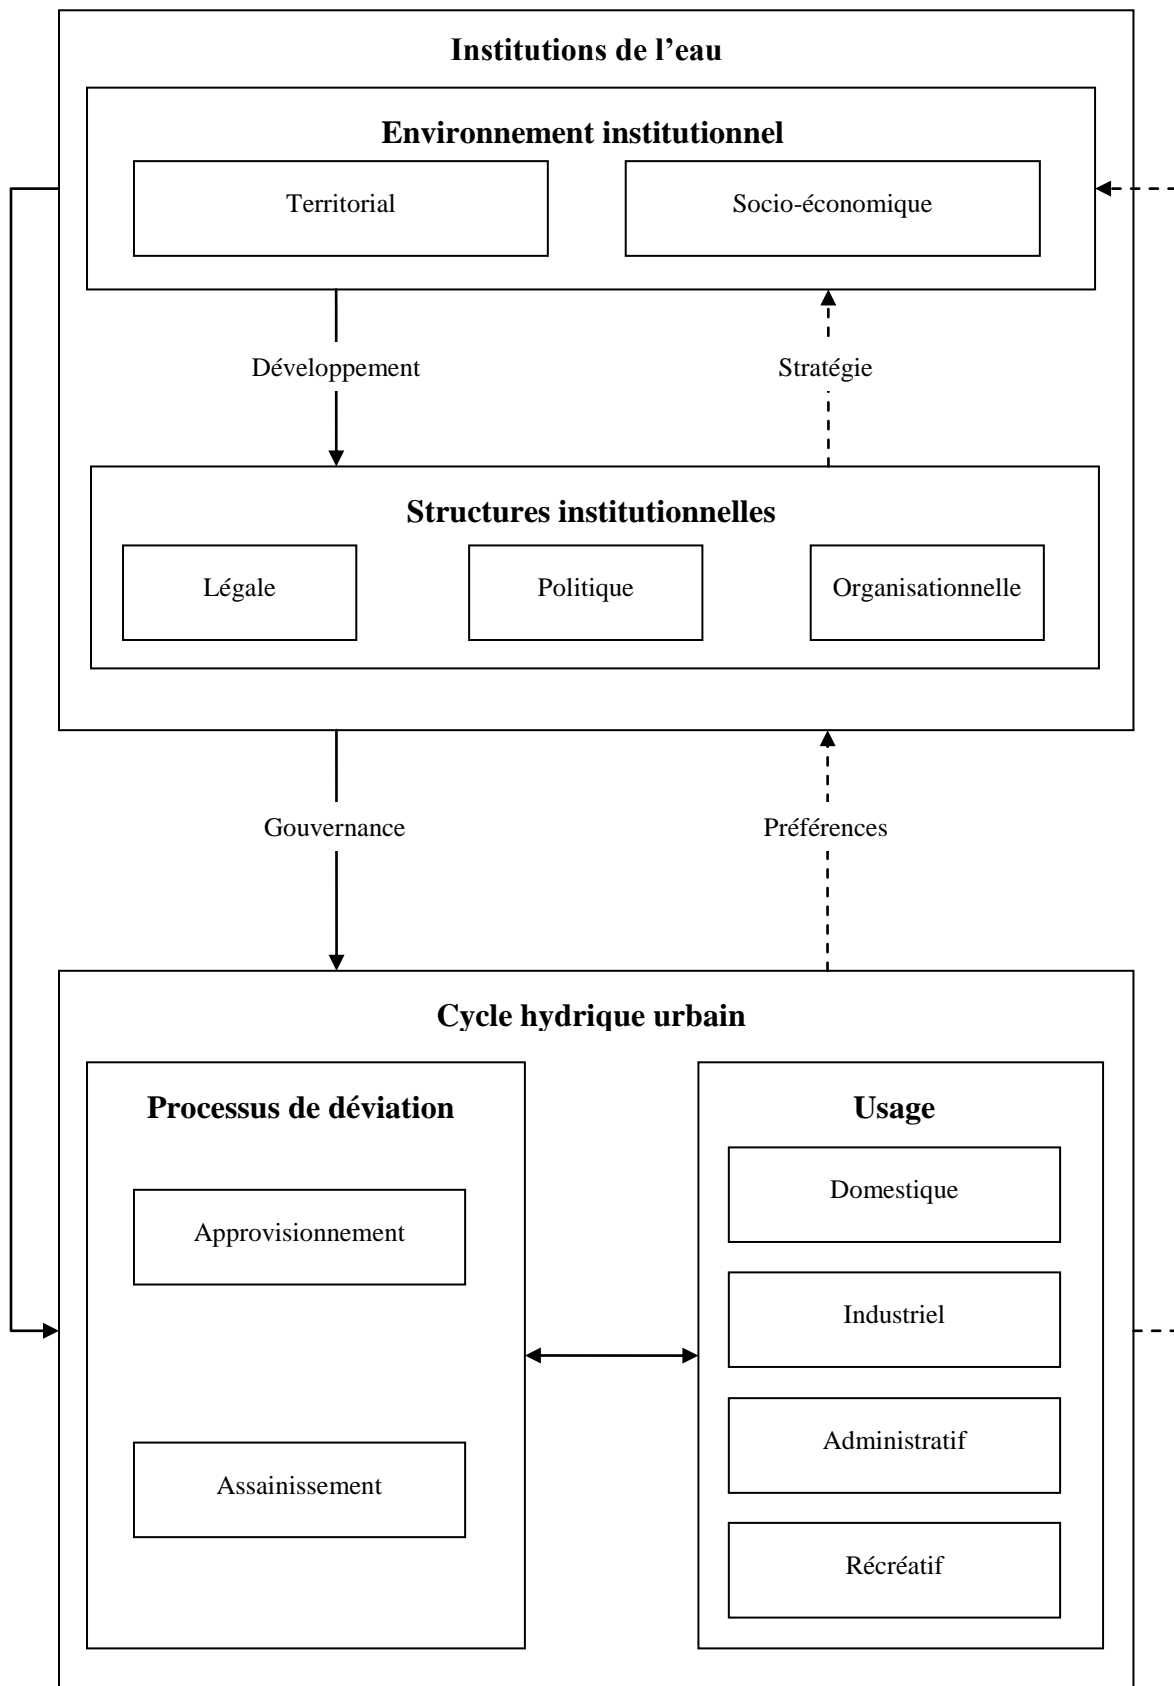 Institutions de l’eau
Environnement institutionnel
Territorial
Socio-économique
Développement
Stratégie
Structures institutionnelles
Légale
Politique
Organisationnelle
Gouvernance
Préférences
Cycle hydrique urbain
Processus de déviation
Usage
Domestique
Approvisionnement
Industriel
Administratif
Assainissement
Récréatif